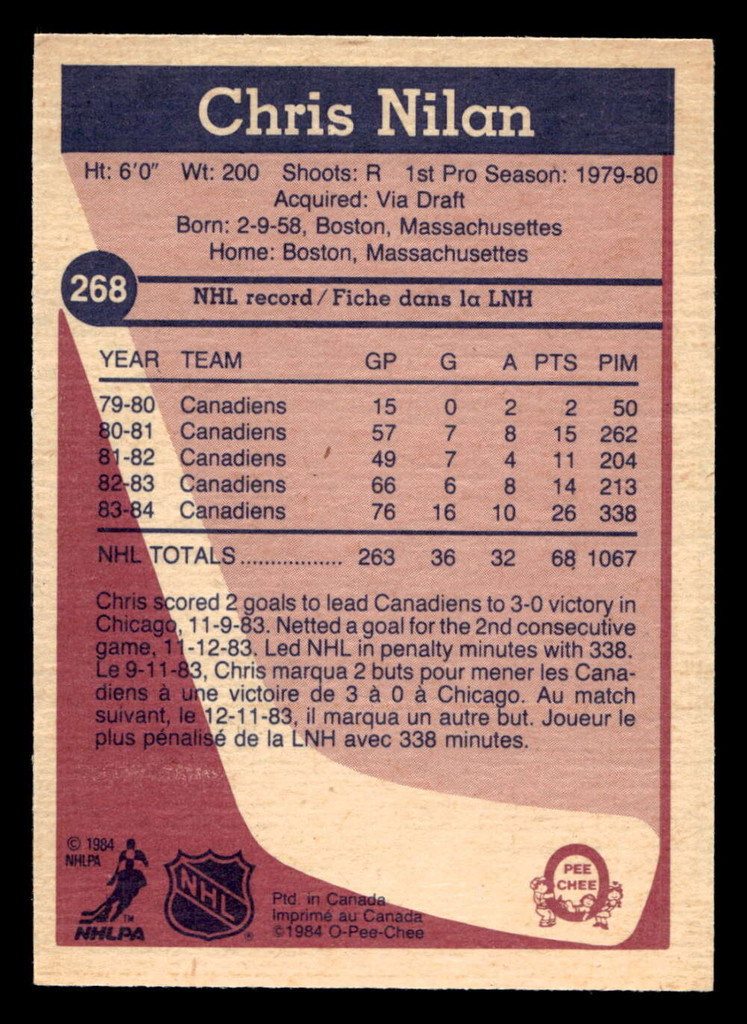 Chris Nilan
Ht: 6'0" Wt: 200 Shoots: R 1st Pro Season: 1979-80
Acquired: Via Draft
Born: 2-9-58, Boston, Massachusettes
Home: Boston, Massachusettes
268
NHL record / Fiche dans la LNH
YEAR TEAM GP G A PTS PIM
79-80 Canadiens 15 0 2 2 50
80-81 Canadiens 57 7 8 15 262
81-82 Canadiens 49 7 4 11 204
82-83 Canadiens 66 6 8 14 213
83-84 Canadiens 76 16 10 26 338
NHL TOTALS ................. 263 36 32 68 1067
Chris scored 2 goals to lead Canadiens to 3-0 victory in
Chicago, 11-9-83. Netted a goal for the 2nd consecutive
game, 11-12-83. Led NHL in penalty minutes with 338.
Le 9-11-83, Chris marqua 2 buts pour mener les Cana-
diens à une victoire de 3 à 0 à Chicago. Au match
suivant, le 12-11-83, il marqua un autre but. Joueur le
plus pénalisé de la LNH avec 338 minutes.
© 1984
NHLPA
™
NHLPA
NHL
®
Ptd. in Canada
Imprimé au Canada
©1984 O-Pee-Chee
PEE
CHEE